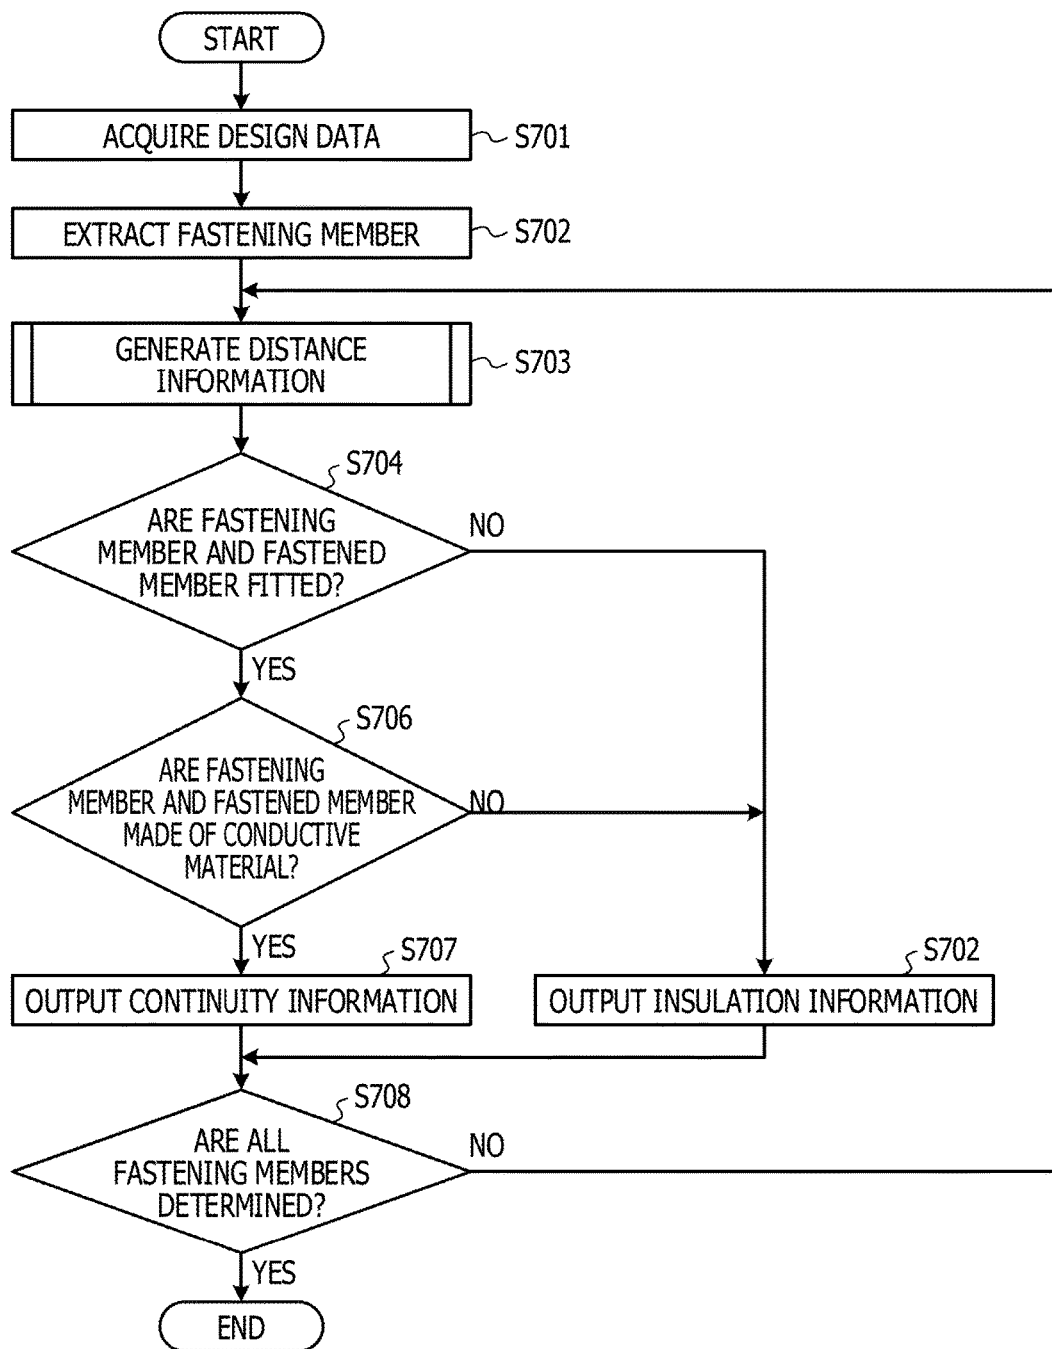 START
ACQUIRE DESIGN DATA
S701
EXTRACT FASTENING MEMBER
S702
GENERATE DISTANCE
INFORMATION
S703
S704
ARE FASTENING
MEMBER AND FASTENED
MEMBER FITTED?
NO
YES
S706
ARE FASTENING
MEMBER AND FASTENED MEMBER
MADE OF CONDUCTIVE
MATERIAL?
NO
YES
S707
OUTPUT CONTINUITY INFORMATION
S702
OUTPUT INSULATION INFORMATION
S708
ARE ALL
FASTENING MEMBERS
DETERMINED?
NO
YES
END